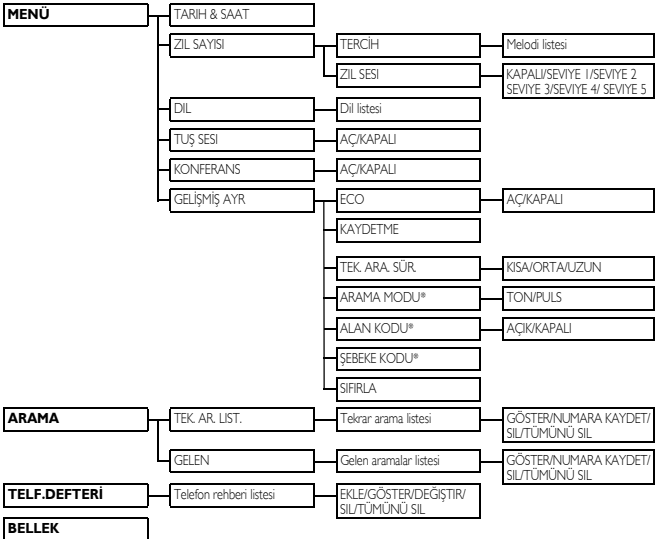 MENÜ
TARIH & SAAT
ZIL SAYISI
TERCİH
Melodi listesi
ZIL SESI
KAPALI/SEVIYE 1/SEVIYE 2
SEVIYE 3/SEVIYE 4/ SEVIYE 5
DIL
Dil listesi
TUŞ SESI
AÇ/KAPALI
KONFERANS
AÇ/KAPALI
GELİŞMİŞ AYR
ECO
AÇ/KAPALI
KAYDETME
TEK. ARA. SÜR.
KISA/ORTA/UZUN
ARAMA MODU*
TON/PULS
ALAN KODU*
AÇIK/KAPALI
ŞEBEKE KODU*
SIFIRLA
ARAMA
TEK. AR. LIST.
Tekrar arama listesi
GÖSTER/NUMARA KAYDET/
SIL/TÜMÜNÜ SIL
GELEN
Gelen aramalar listesi
GÖSTER/NUMARA KAYDET/
SIL/TÜMÜNÜ SIL
TELF.DEFTERİ
Telefon rehberi listesi
EKLE/GÖSTER/DEĞIŞTIR/
SIL/TÜMÜNÜ SIL
BELLEK